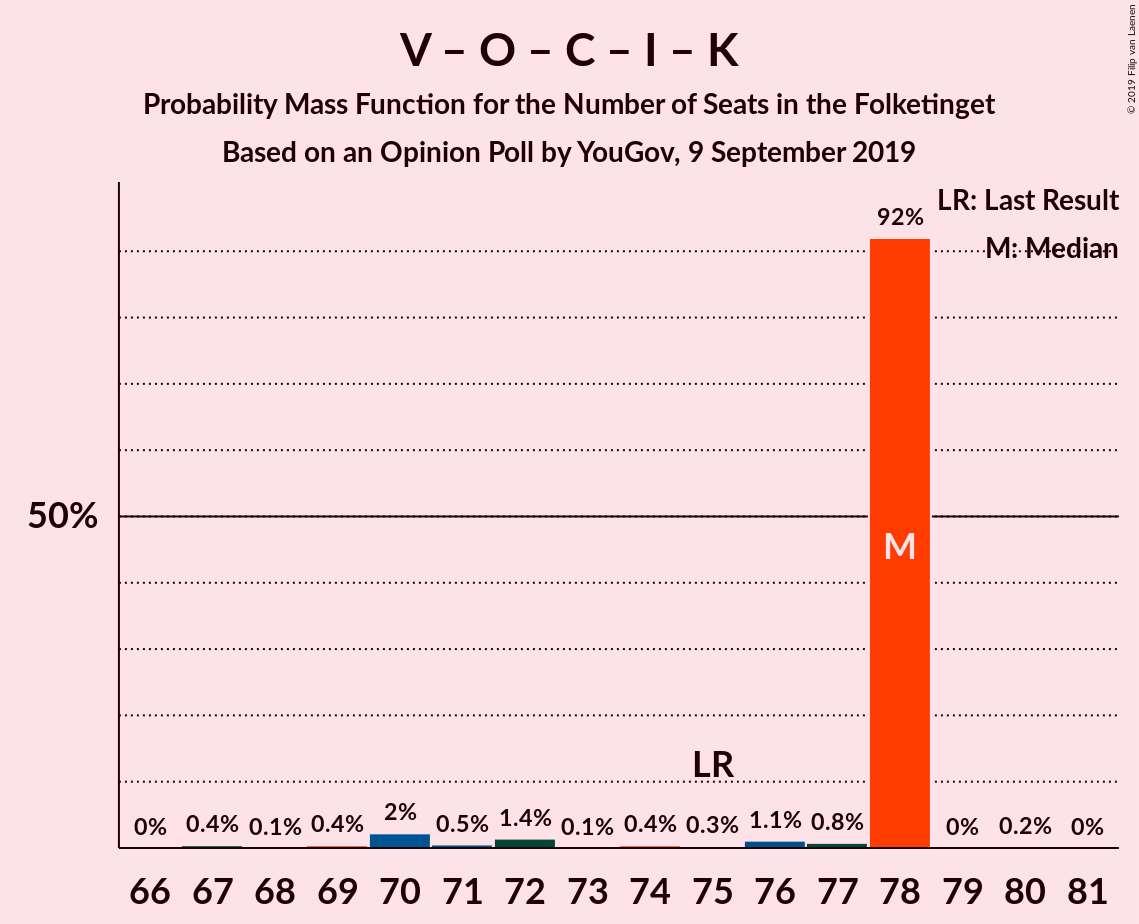 V – O – C – I – K
Probability Mass Function for the Number of Seats in the Folketinget
Based on an Opinion Poll by YouGov, 9 September 2019
© 2019 Filip van Laenen
LR: Last Result
M: Median
92%
50%
M
LR
0% 0.4% 0.1% 0.4% 2% 0.5% 1.4% 0.1% 0.4% 0.3% 1.1% 0.8% 0% 0.2% 0%
66 67 68 69 70 71 72 73 74 75 76 77 78 79 80 81